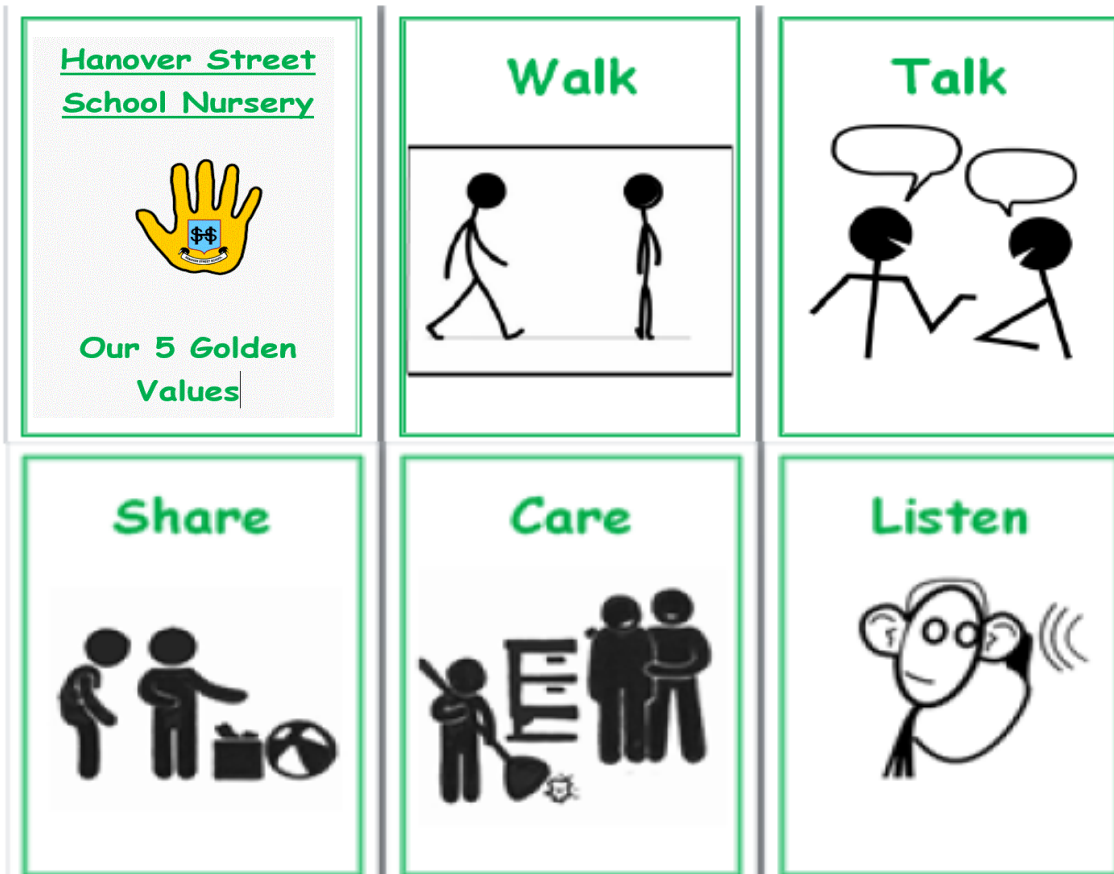 Hanover Street
School Nursery
$$
Our 5 Golden
Values
Walk
Talk
Share
Care
Listen